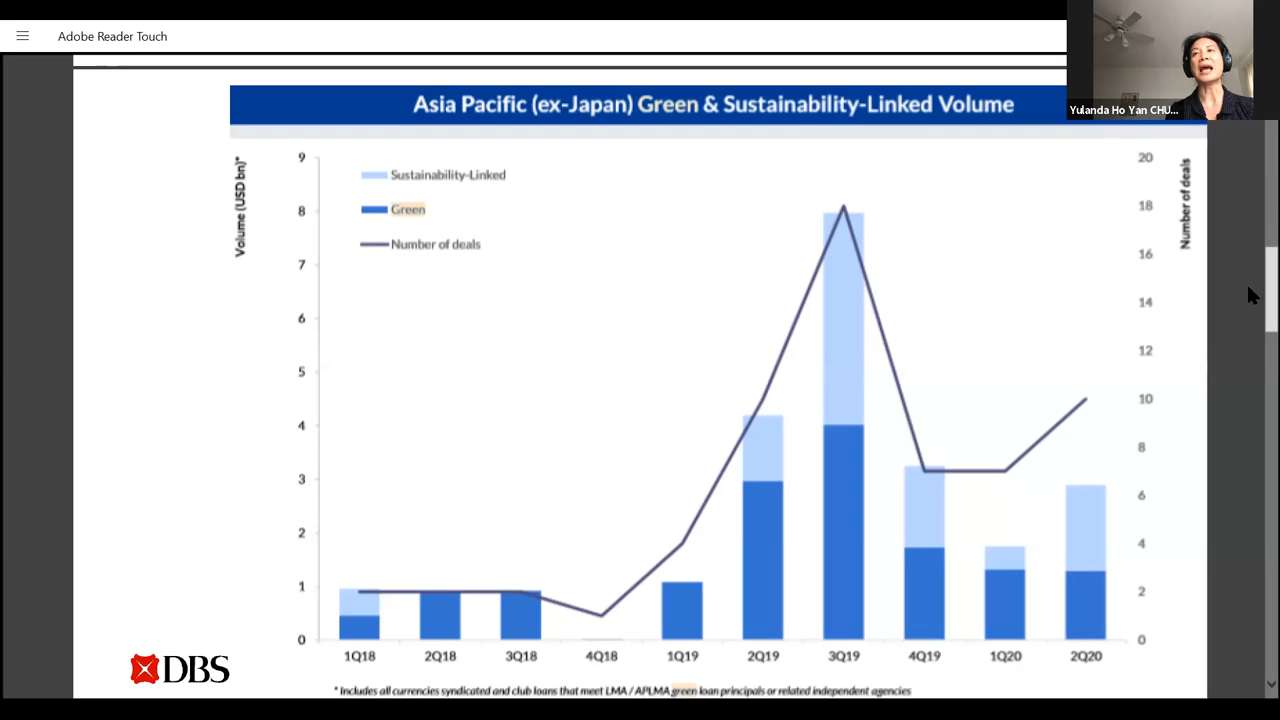 Adobe Reader Touch
Yulanda Ho Yan CHU...
Asia Pacific (ex-Japan) Green & Sustainability-Linked Volume
Volume (USD bn)*
Number of deals
Sustainability-Linked
Green
Number of deals
9
8
7
6
5
4
3
2
1
0
20
18
16
14
12
10
8
6
4
2
0
1Q18 2Q18 3Q18 4Q18 1Q19 2Q19 3Q19 4Q19 1Q20 2Q20
DBS
* Includes all currencies syndicated and club loans that meet LMA / APLMA green loan principals or related independent agencies